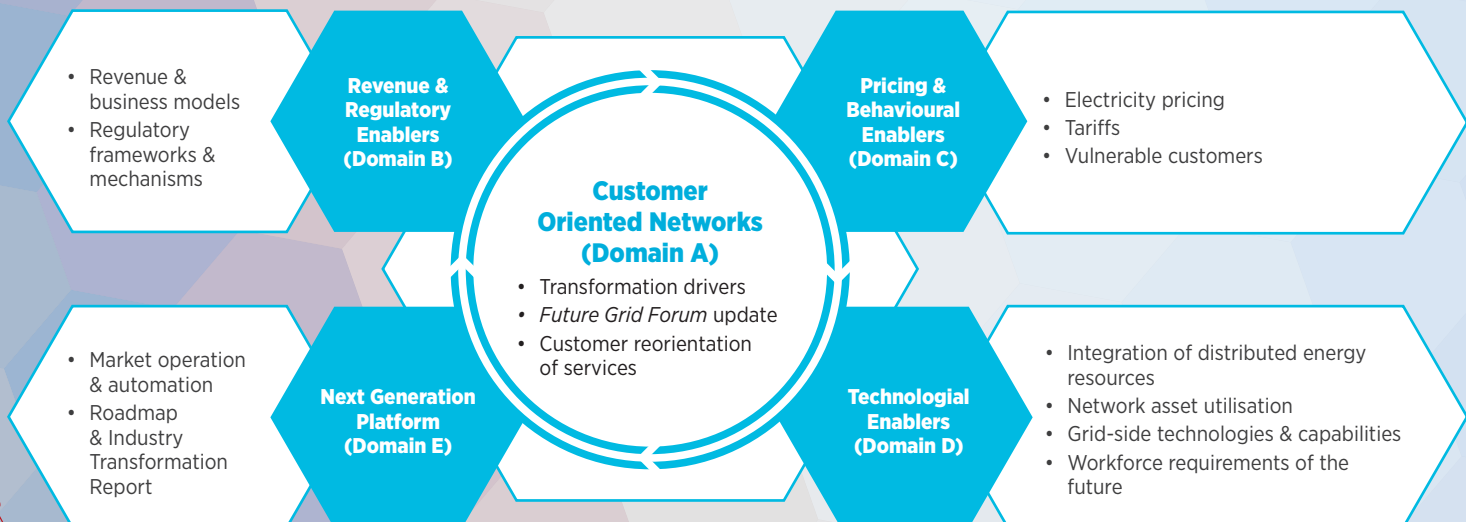 • Revenue &
business models
• Regulatory
frameworks &
mechanisms
Revenue &
Regulatory
Enablers
(Domain B)
Pricing &
Behavioural
Enablers
(Domain C)
• Electricity pricing
• Tariffs
• Vulnerable customers
Customer
Oriented Networks
(Domain A)
• Transformation drivers
• Future Grid Forum update
• Customer reorientation
of services
• Market operation
& automation
• Roadmap
& Industry
Transformation
Report
Next Generation
Platform
(Domain E)
Technologial
Enablers
(Domain D)
• Integration of distributed energy
resources
• Network asset utilisation
• Grid-side technologies & capabilities
• Workforce requirements of the
future